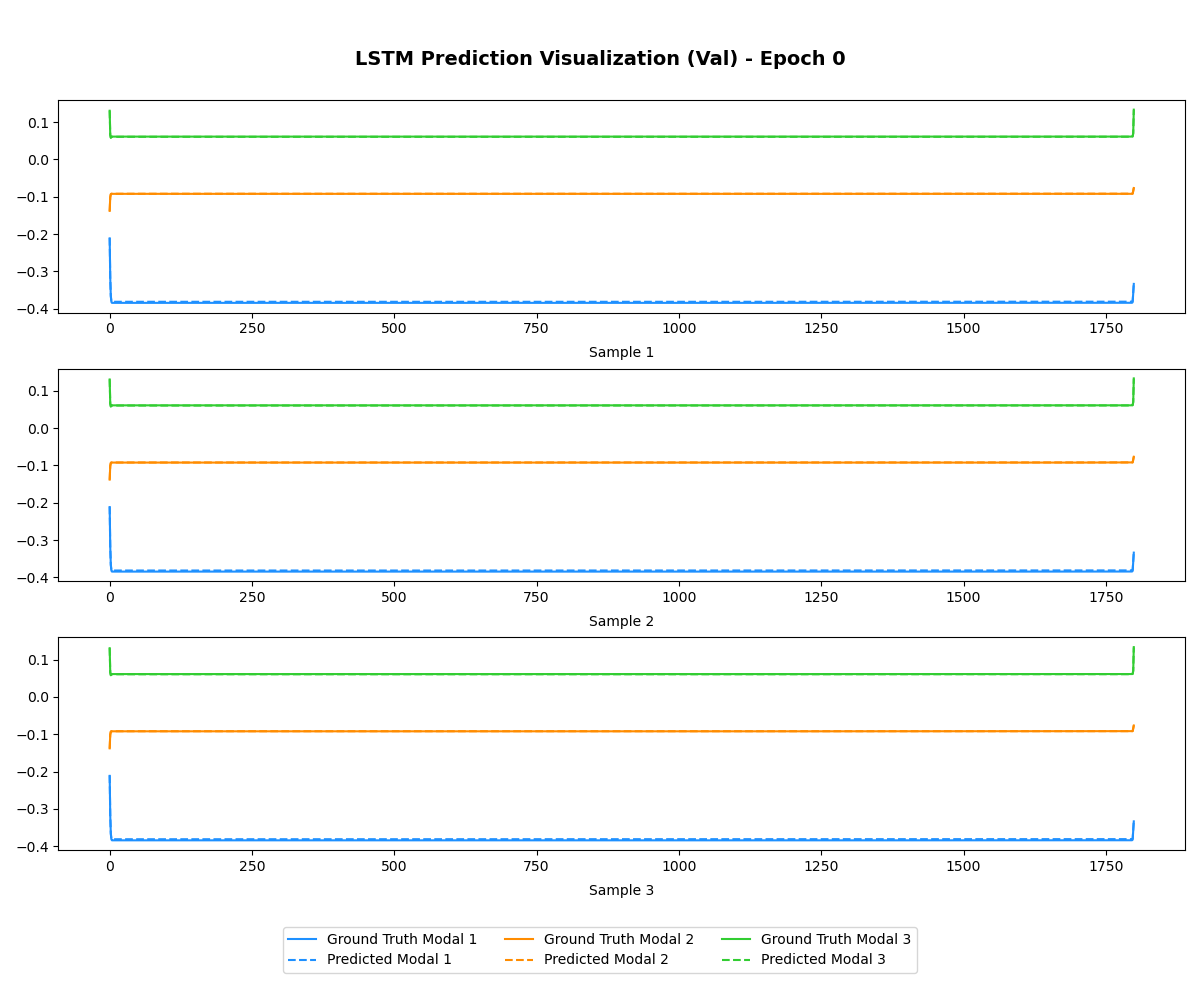 LSTM Prediction Visualization (Val) - Epoch 0
0.1
0.0
−0.1
−0.2
−0.3
−0.4
0 250 500 750 1000 1250 1500 1750
Sample 1
0.1
0.0
−0.1
−0.2
−0.3
−0.4
0 250 500 750 1000 1250 1500 1750
Sample 2
0.1
0.0
−0.1
−0.2
−0.3
−0.4
0 250 500 750 1000 1250 1500 1750
Sample 3
Ground Truth Modal 1 Ground Truth Modal 2 Ground Truth Modal 3
Predicted Modal 1 Predicted Modal 2 Predicted Modal 3